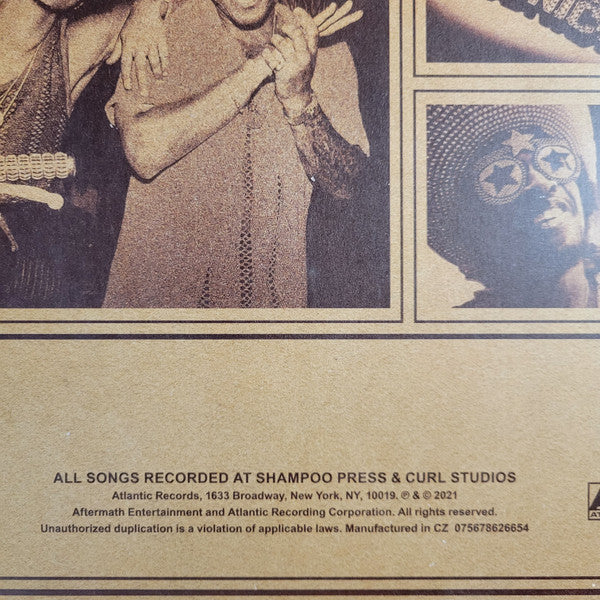 ALL SONGS RECORDED AT SHAMPOO PRESS & CURL STUDIOS
Atlantic Records, 1633 Broadway, New York, NY, 10019. ℗ & © 2021
Aftermath Entertainment and Atlantic Recording Corporation. All rights reserved.
Unauthorized duplication is a violation of applicable laws. Manufactured in CZ 075678626654